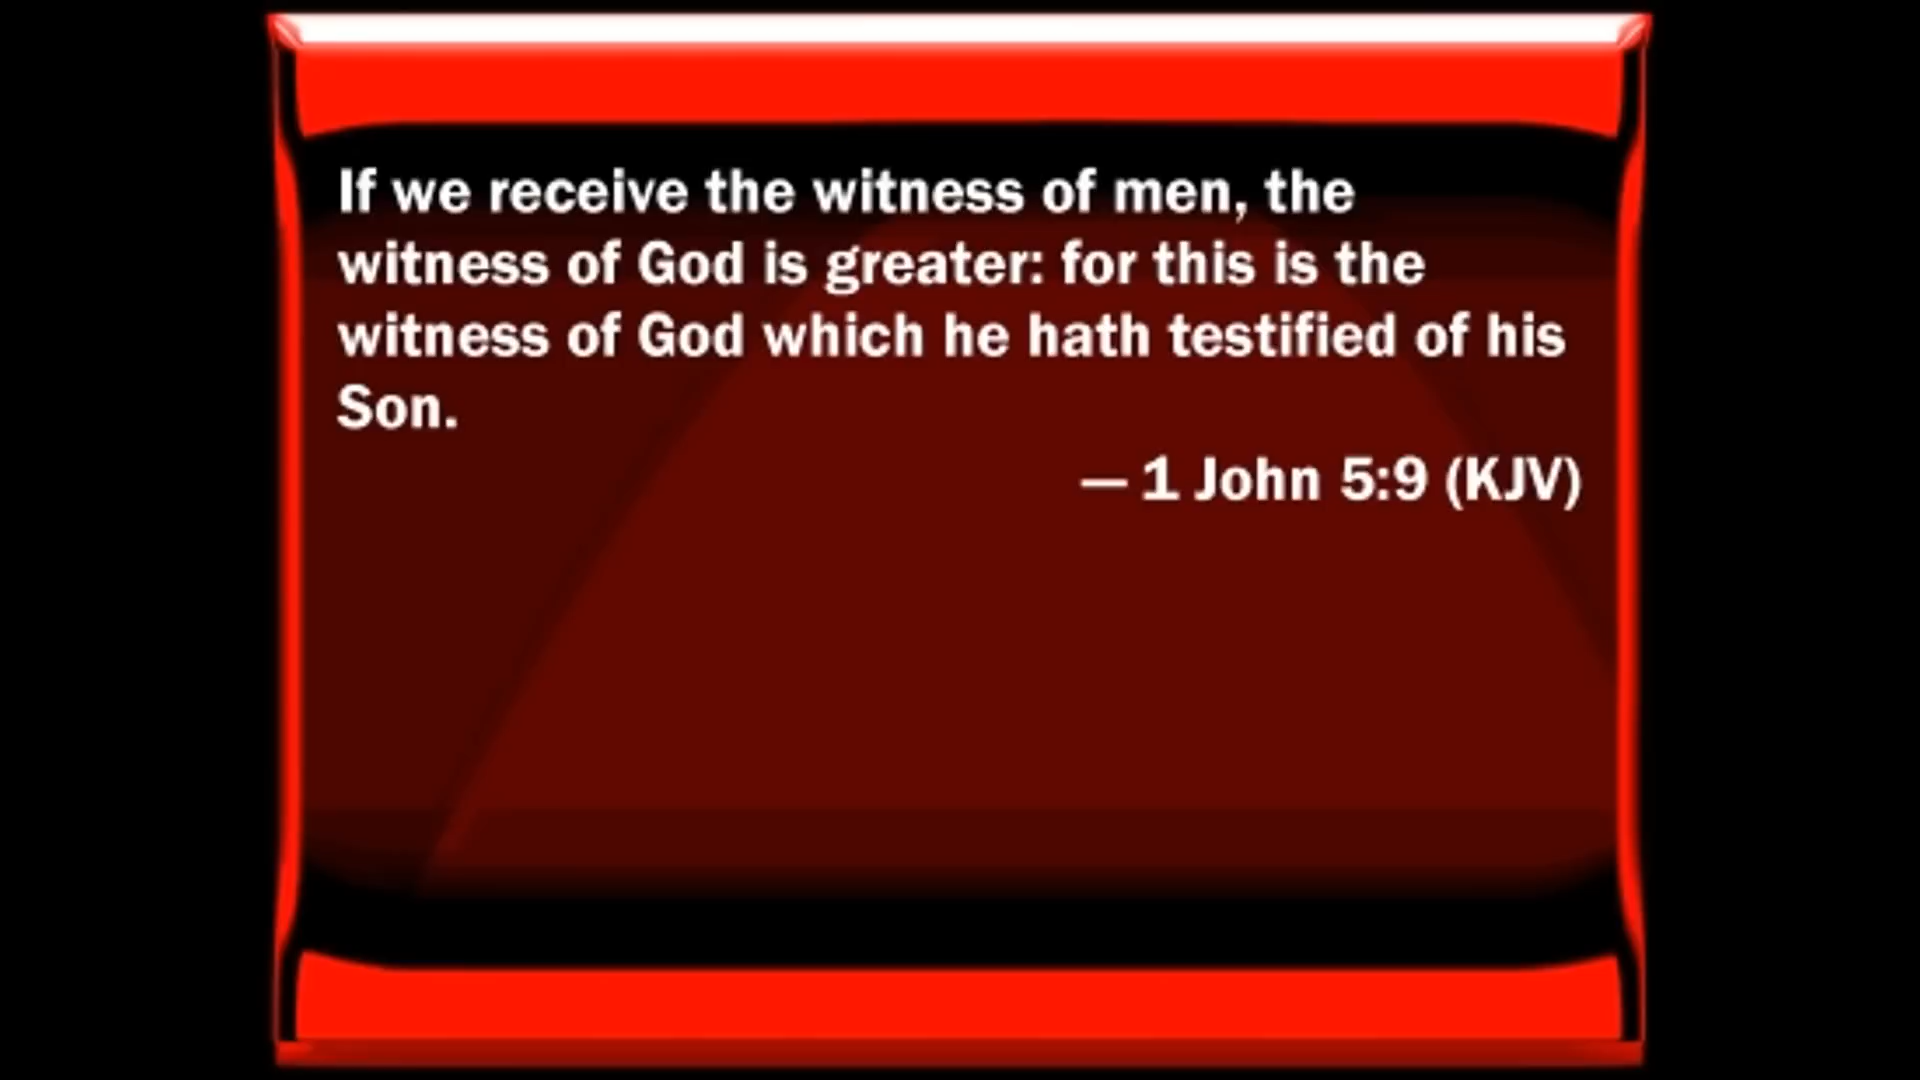 If we receive the witness of men, the
witness of God is greater: for this is the
witness of God which he hath testified of his
Son.
— 1 John 5:9 (KJV)